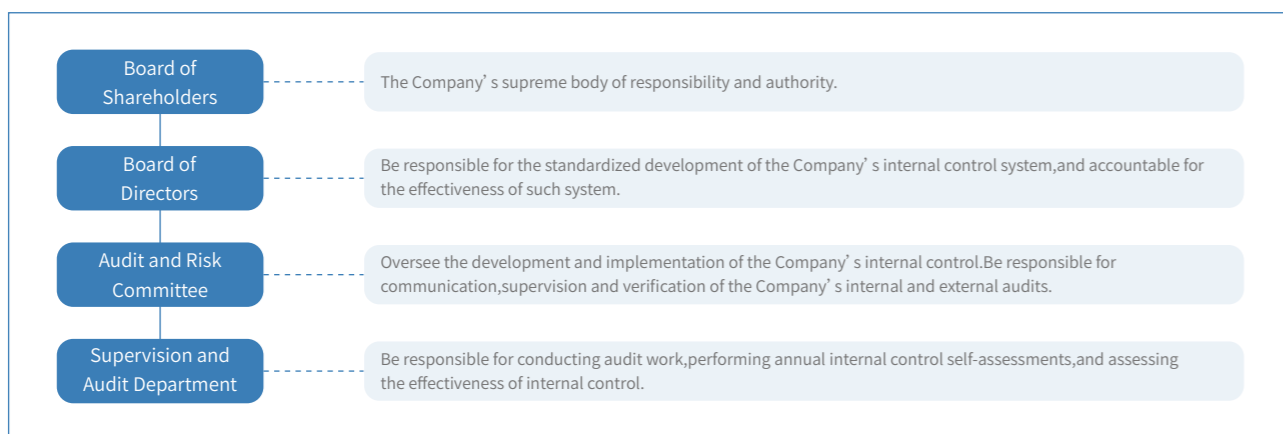 Board of
Shareholders
The Company’s supreme body of responsibility and authority.
Board of
Directors
Be responsible for the standardized development of the Company’s internal control system,and accountable for
the effectiveness of such system.
Audit and Risk
Committee
Oversee the development and implementation of the Company’s internal control.Be responsible for
communication,supervision and verification of the Company’s internal and external audits.
Supervision and
Audit Department
Be responsible for conducting audit work,performing annual internal control self-assessments,and assessing
the effectiveness of internal control.